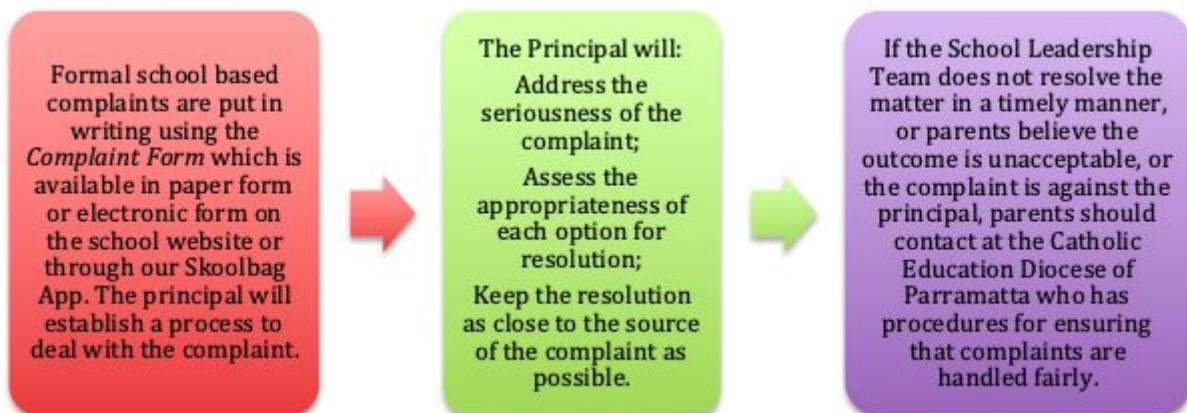 Formal school based
complaints are put in
writing using the
Complaint Form which is
available in paper form
or electronic form on
the school website or
through our Skoolbag
App. The principal will
establish a process to
deal with the complaint.
The Principal will:
Address the
seriousness of the
complaint;
Assess the
appropriateness of
each option for
resolution;
Keep the resolution
as close to the source
of the complaint as
possible.
If the School Leadership
Team does not resolve the
matter in a timely manner,
or parents believe the
outcome is unacceptable, or
the complaint is against the
principal, parents should
contact at the Catholic
Education Diocese of
Parramatta who has
procedures for ensuring
that complaints are
handled fairly.